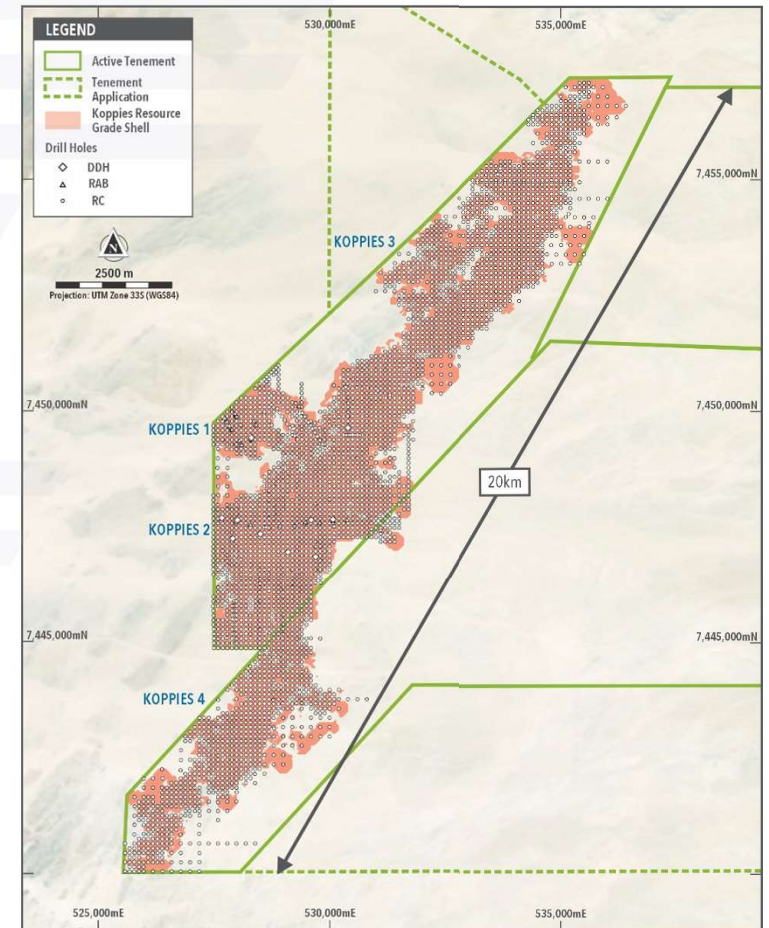 530,000mE
535,000mE
LEGEND
Active Tenement
Tenement
Application
Koppies Resource
Grade Shell
Drill Holes
DDH
RAB
RC
N
2500 m
Projection: UTM Zone 33S (WGS84)
7,455,000mN
KOPPIES 3
7,450,000mN
7,450,000mN
KOPPIES 1
20km
KOPPIES 2
7,445,000mN
7,445,000mN
KOPPIES 4
525,000mE
530,000mE
535,000mE